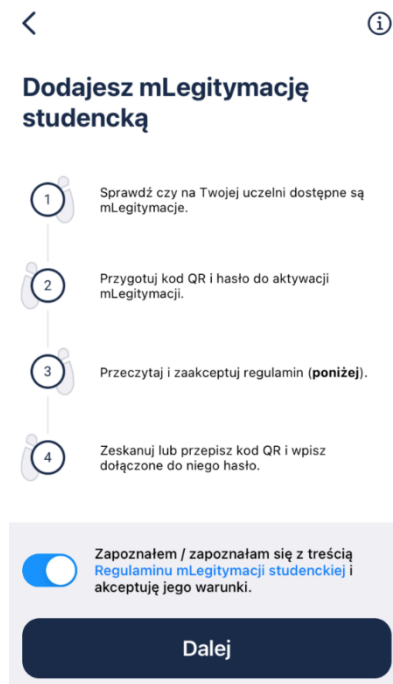 Dodajesz mLegitymację
studencką
1
Sprawdź czy na Twojej uczelni dostępne są
mLegitymacje.
2
Przygotuj kod QR i hasło do aktywacji
mLegitymacji.
3
Przeczytaj i zaakceptuj regulamin (poniżej).
4
Zeskanuj lub przepisz kod QR i wpisz
dołączone do niego hasło.
Zapoznałem / zapoznałam się z treścią
Regulaminu mLegitymacji studenckiej i
akceptuję jego warunki.
Dalej